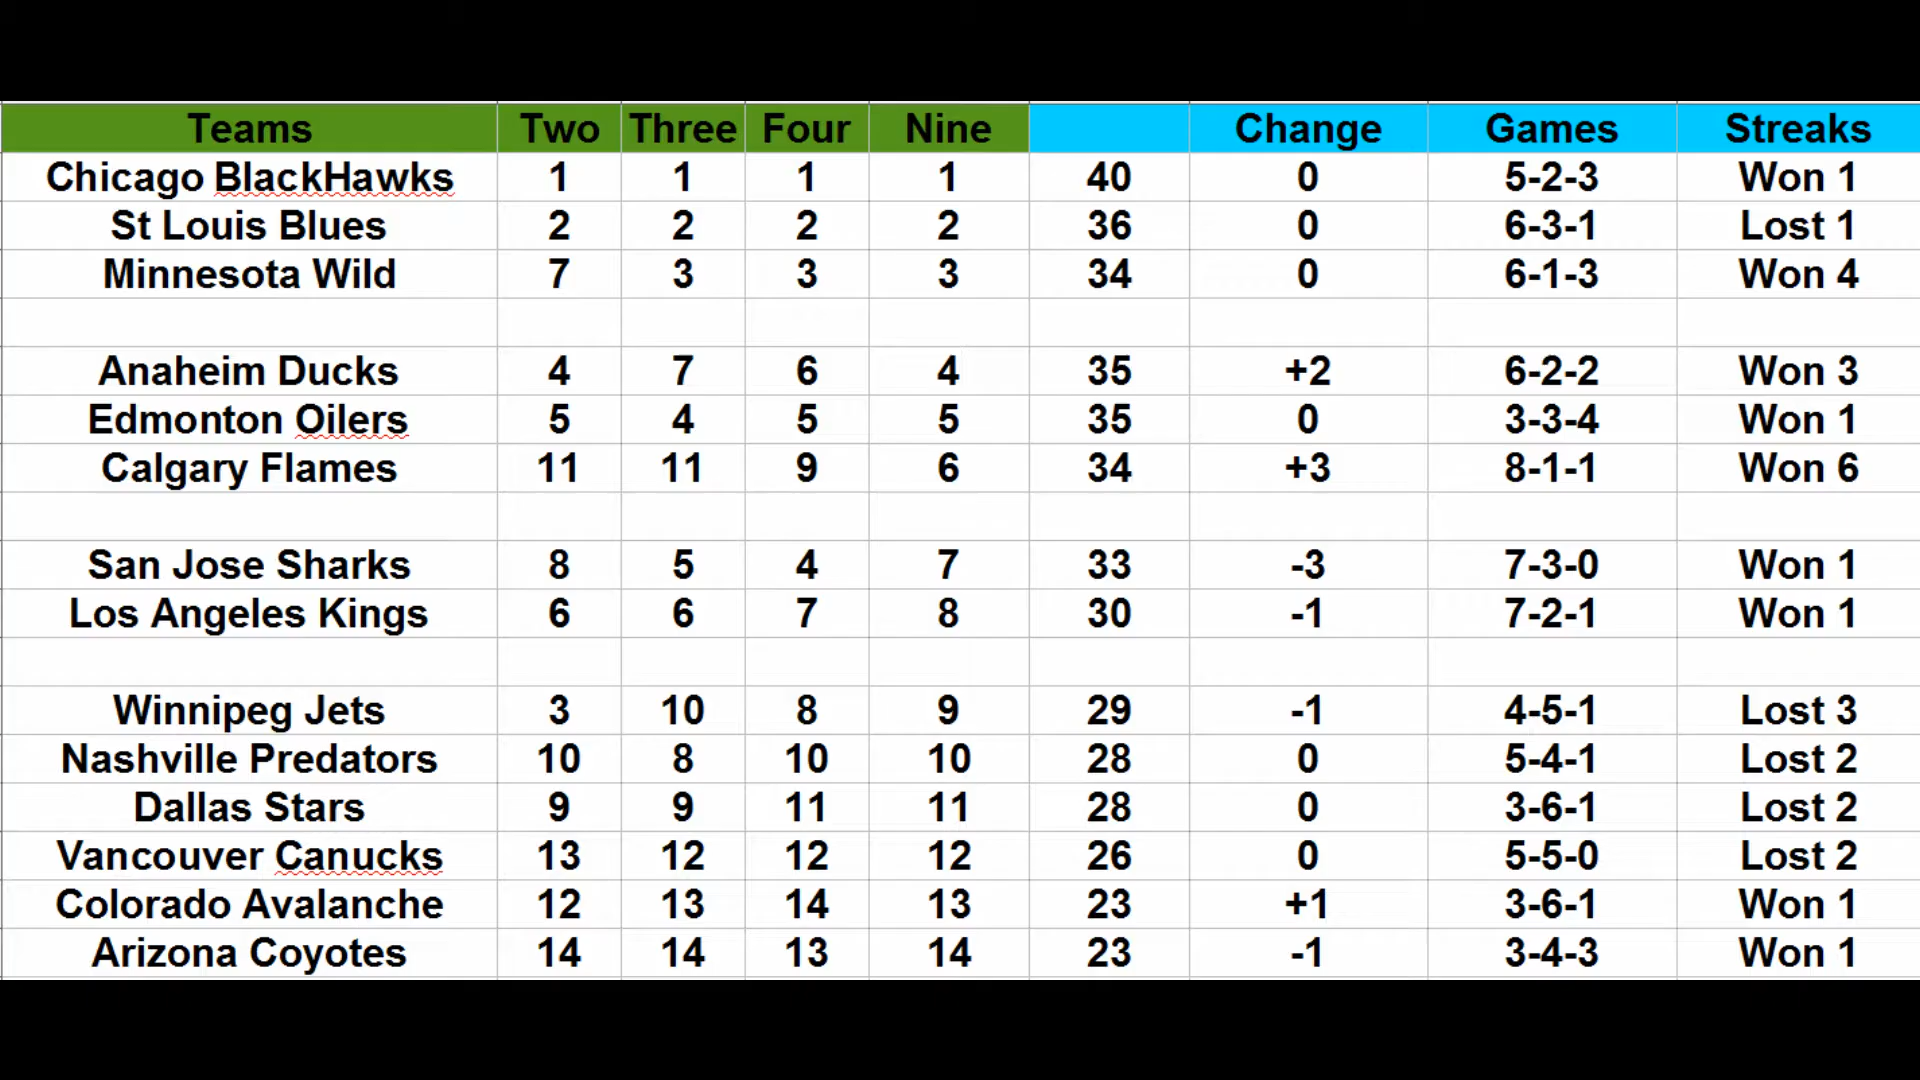 Teams Two Three Four Nine Change Games Streaks
Chicago BlackHawks 1 1 1 1 40 0 5-2-3 Won 1
St Louis Blues 2 2 2 2 36 0 6-3-1 Lost 1
Minnesota Wild 7 3 3 3 34 0 6-1-3 Won 4
Anaheim Ducks 4 7 6 4 35 +2 6-2-2 Won 3
Edmonton Oilers 5 4 5 5 35 0 3-3-4 Won 1
Calgary Flames 11 11 9 6 34 +3 8-1-1 Won 6
San Jose Sharks 8 5 4 7 33 -3 7-3-0 Won 1
Los Angeles Kings 6 6 7 8 30 -1 7-2-1 Won 1
Winnipeg Jets 3 10 8 9 29 -1 4-5-1 Lost 3
Nashville Predators 10 8 10 10 28 0 5-4-1 Lost 2
Dallas Stars 9 9 11 11 28 0 3-6-1 Lost 2
Vancouver Canucks 13 12 12 12 26 0 5-5-0 Lost 2
Colorado Avalanche 12 13 14 13 23 +1 3-6-1 Won 1
Arizona Coyotes 14 14 13 14 23 -1 3-4-3 Won 1